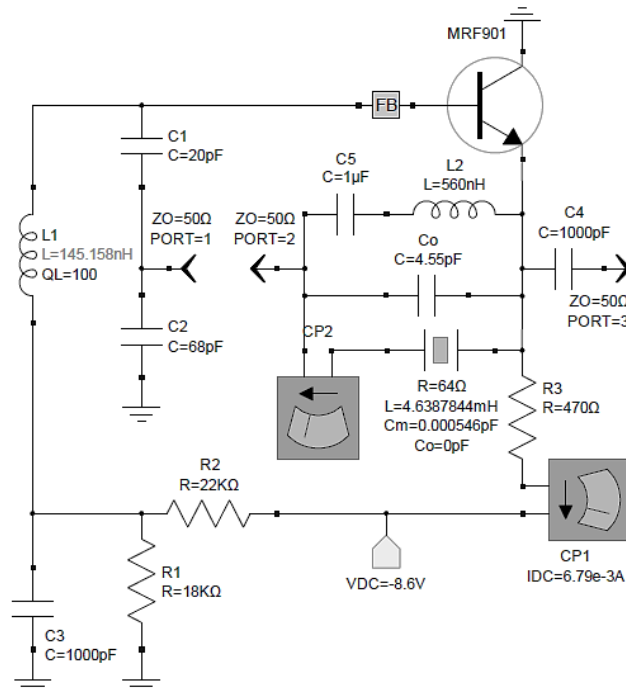 MRF901
FB
C1
C=20pF
C5
C=1µF
L2
L=560nH
L1
L=145.158nH
QL=100
ZO=50Ω
PORT=1
ZO=50Ω
PORT=2
Co
C=4.55pF
C4
C=1000pF
ZO=50Ω
PORT=3
C2
C=68pF
CP2
R=64Ω
L=4.6387844mH
Cm=0.000546pF
Co=0pF
R3
R=470Ω
R2
R=22KΩ
R1
R=18KΩ
VDC=-8.6V
CP1
IDC=6.79e-3A
C3
C=1000pF